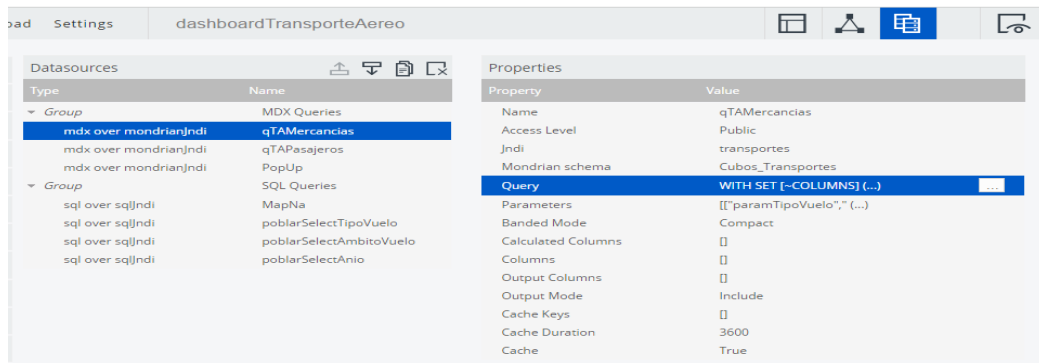 oad Settings dashboardTransporteAereo
Datasources
Type Name
Group MDX Queries
mdx over mondrianJndi qTAMercancias
mdx over mondrianJndi qTAPasajeros
mdx over mondrianJndi PopUp
Group SQL Queries
sql over sqlJndi MapNa
sql over sqlJndi poblarSelectTipoVuelo
sql over sqlJndi poblarSelectAmbitoVuelo
sql over sqlJndi poblarSelectAnio
Properties
Property Value
Name qTAMercancias
Access Level Public
Jndi transportes
Mondrian schema Cubos_Transportes
Query WITH SET [~COLUMNS] (...) ...
Parameters [["paramTipoVuelo"," (...)
Banded Mode Compact
Calculated Columns []
Columns []
Output Columns []
Output Mode Include
Cache Keys []
Cache Duration 3600
Cache True